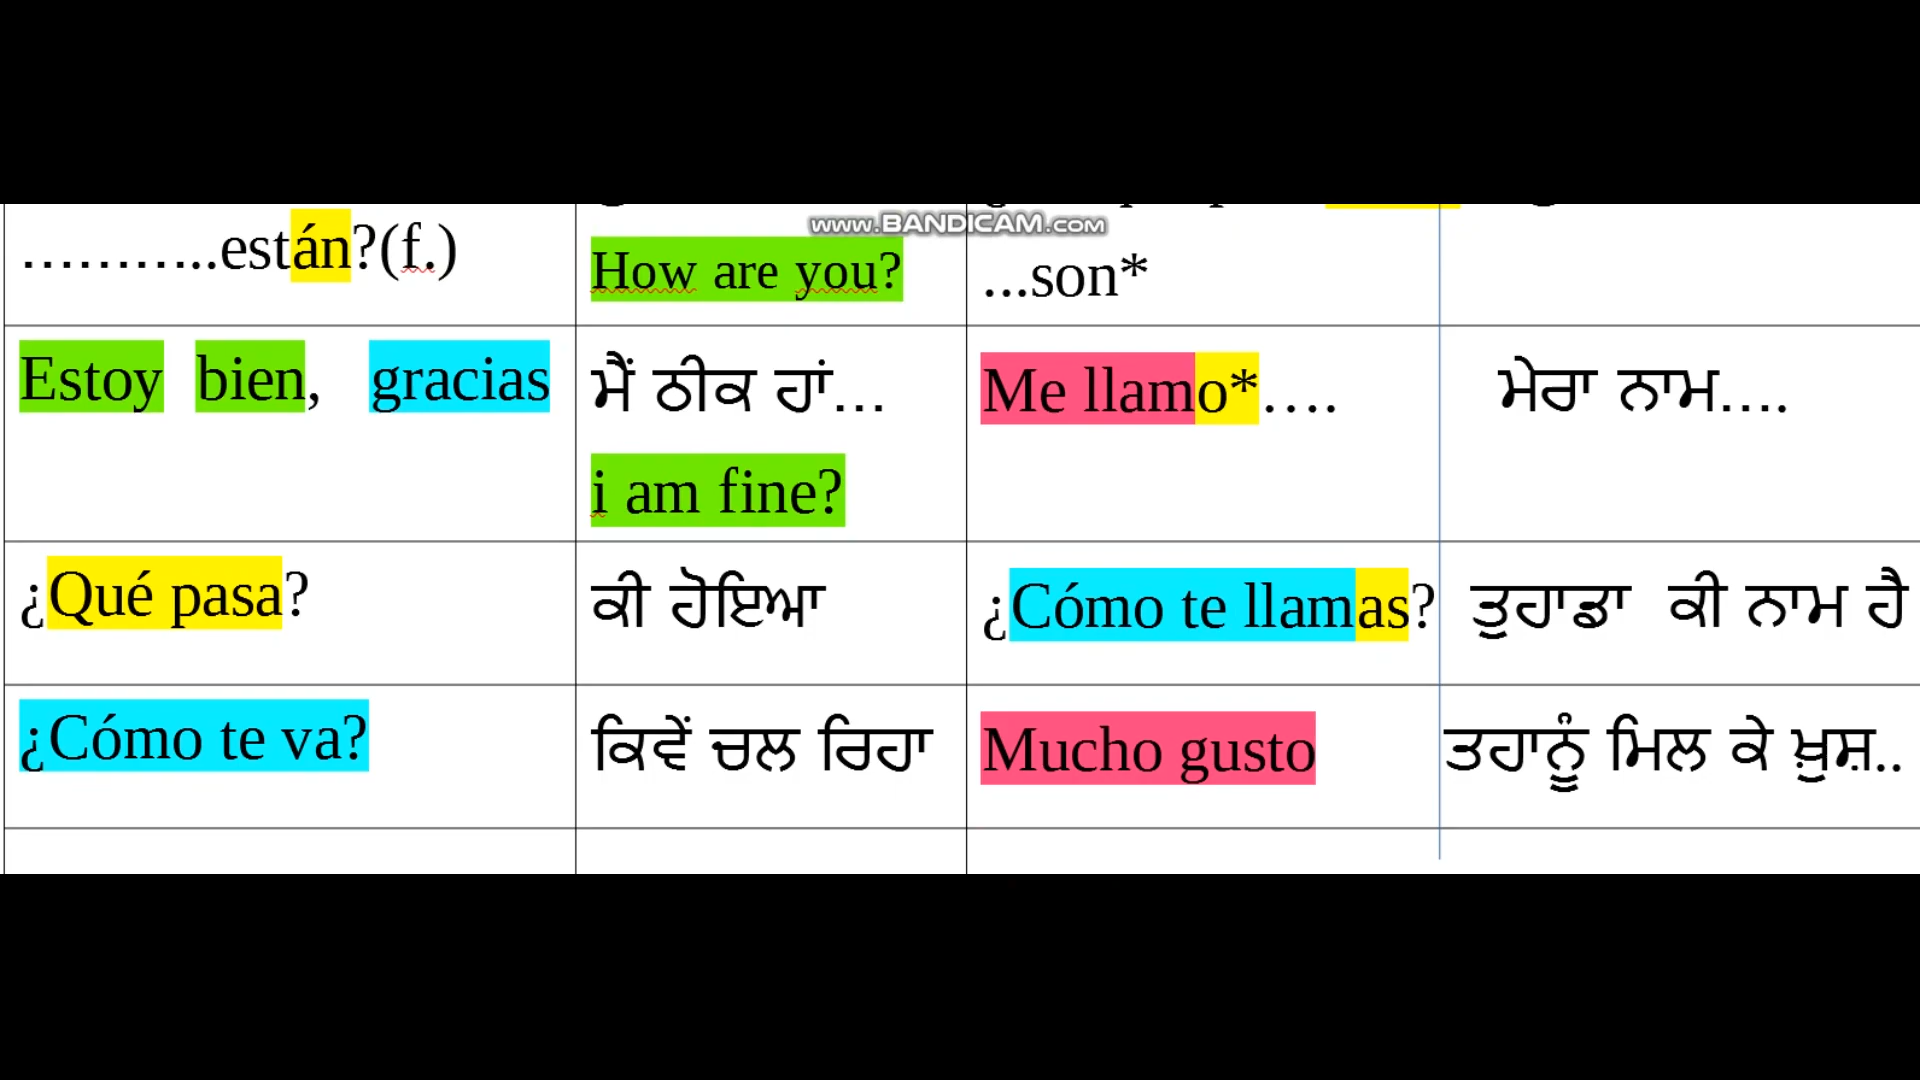 www.BANDICAM.com
………..están?(f.)
How are you?
...son*
Estoy bien, gracias
ਮੈਂ ਠੀਕ ਹਾਂ...
i am fine?
Me llamo*….
ਮੇਰਾ ਨਾਮ….
¿Qué pasa?
ਕੀ ਹੋਇਆ
¿Cómo te llamas?
ਤੁਹਾਡਾ ਕੀ ਨਾਮ ਹੈ
¿Cómo te va?
ਕਿਵੇਂ ਚਲ ਰਿਹਾ
Mucho gusto
ਤਹਾਨੂੰ ਮਿਲ ਕੇ ਖ਼ੁਸ਼..